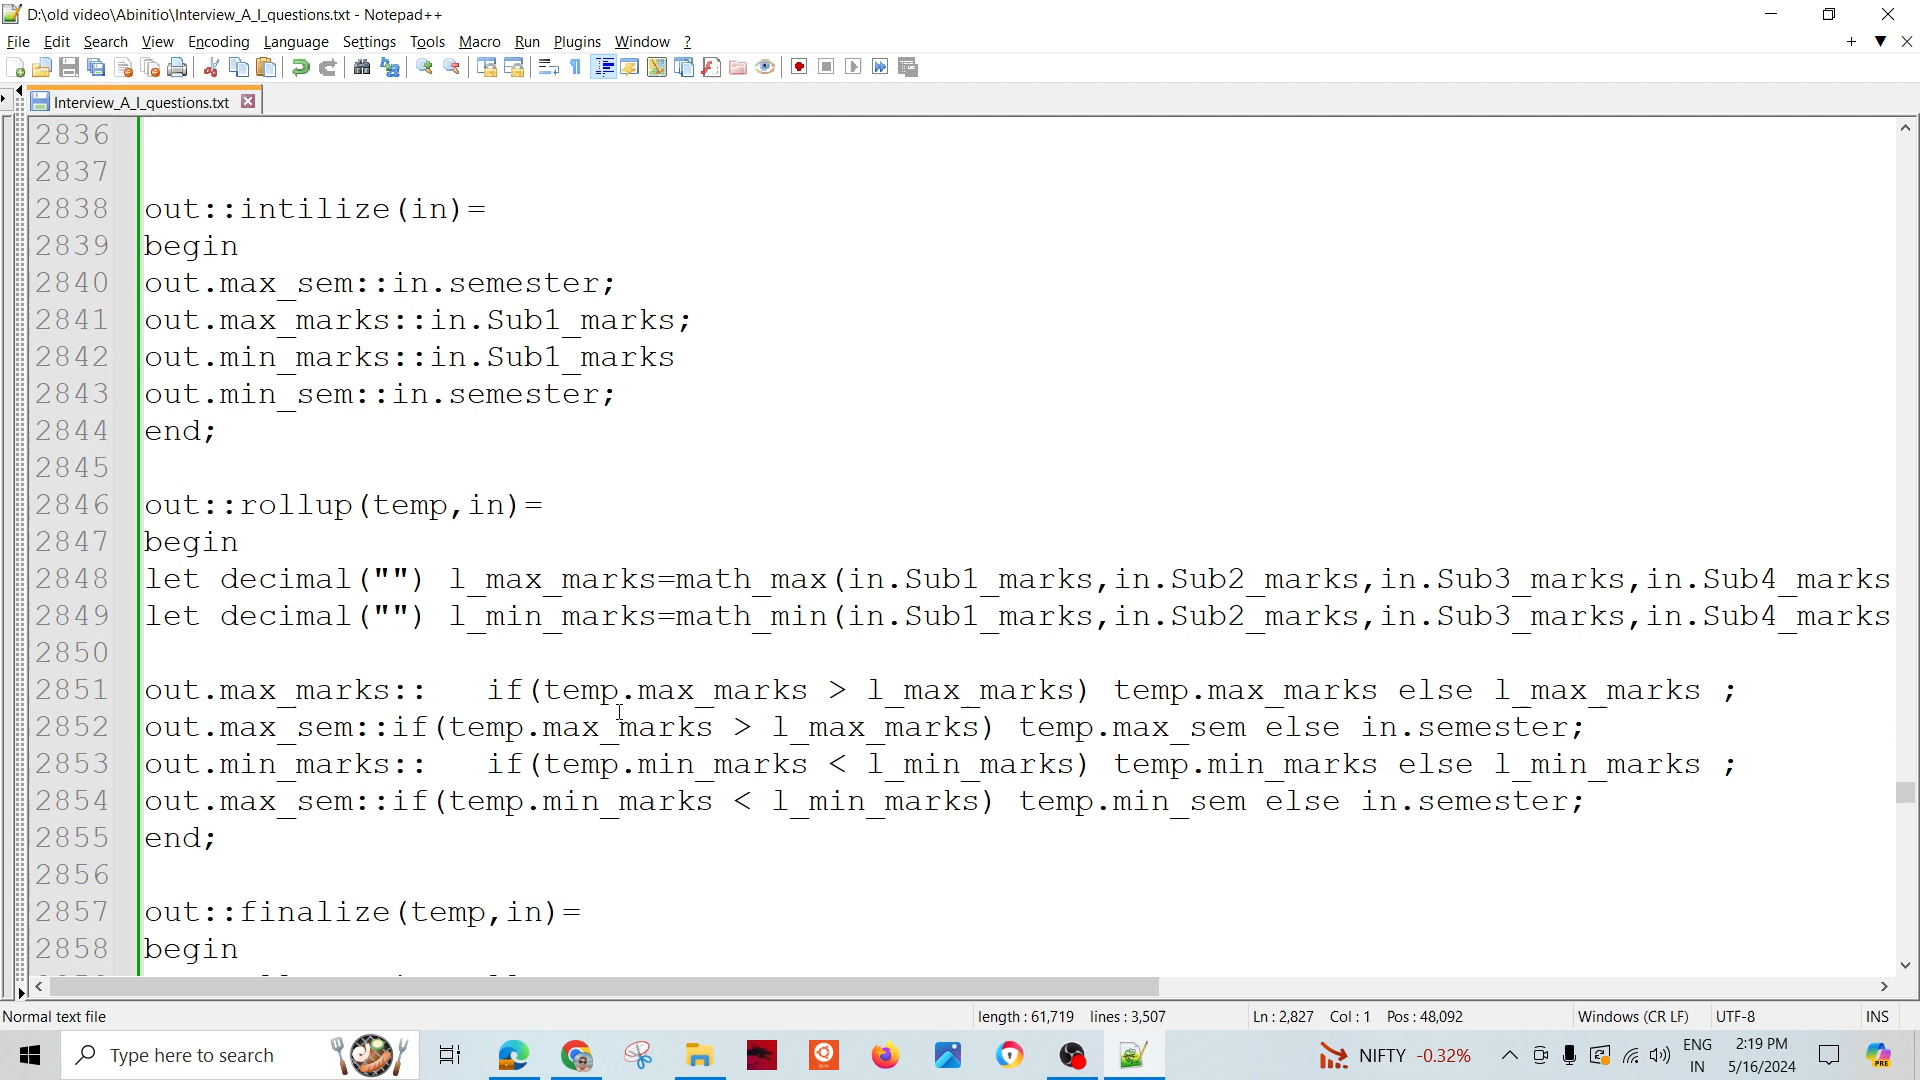 D:\old video\Abinitio\Interview_A_I_questions.txt - Notepad++
File Edit Search View Encoding Language Settings Tools Macro Run Plugins Window ?
Interview_A_I_questions.txt
2836
2837
2838 out::intilize(in)=
2839 begin
2840 out.max_sem::in.semester;
2841 out.max_marks::in.Sub1_marks;
2842 out.min_marks::in.Sub1_marks
2843 out.min_sem::in.semester;
2844 end;
2845
2846 out::rollup(temp,in)=
2847 begin
2848 let decimal("") l_max_marks=math_max(in.Sub1_marks,in.Sub2_marks,in.Sub3_marks,in.Sub4_marks
2849 let decimal("") l_min_marks=math_min(in.Sub1_marks,in.Sub2_marks,in.Sub3_marks,in.Sub4_marks
2850
2851 out.max_marks::   if(temp.max_marks > l_max_marks) temp.max_marks else l_max_marks ;
2852 out.max_sem::if(temp.max_marks > l_max_marks) temp.max_sem else in.semester;
2853 out.min_marks::   if(temp.min_marks < l_min_marks) temp.min_marks else l_min_marks ;
2854 out.max_sem::if(temp.min_marks < l_min_marks) temp.min_sem else in.semester;
2855 end;
2856
2857 out::finalize(temp,in)=
2858 begin
Normal text file length : 61,719 lines : 3,507 Ln : 2,827 Col : 1 Pos : 48,092 Windows (CR LF) UTF-8 INS
Type here to search NIFTY -0.32% ENG IN 2:19 PM 5/16/2024